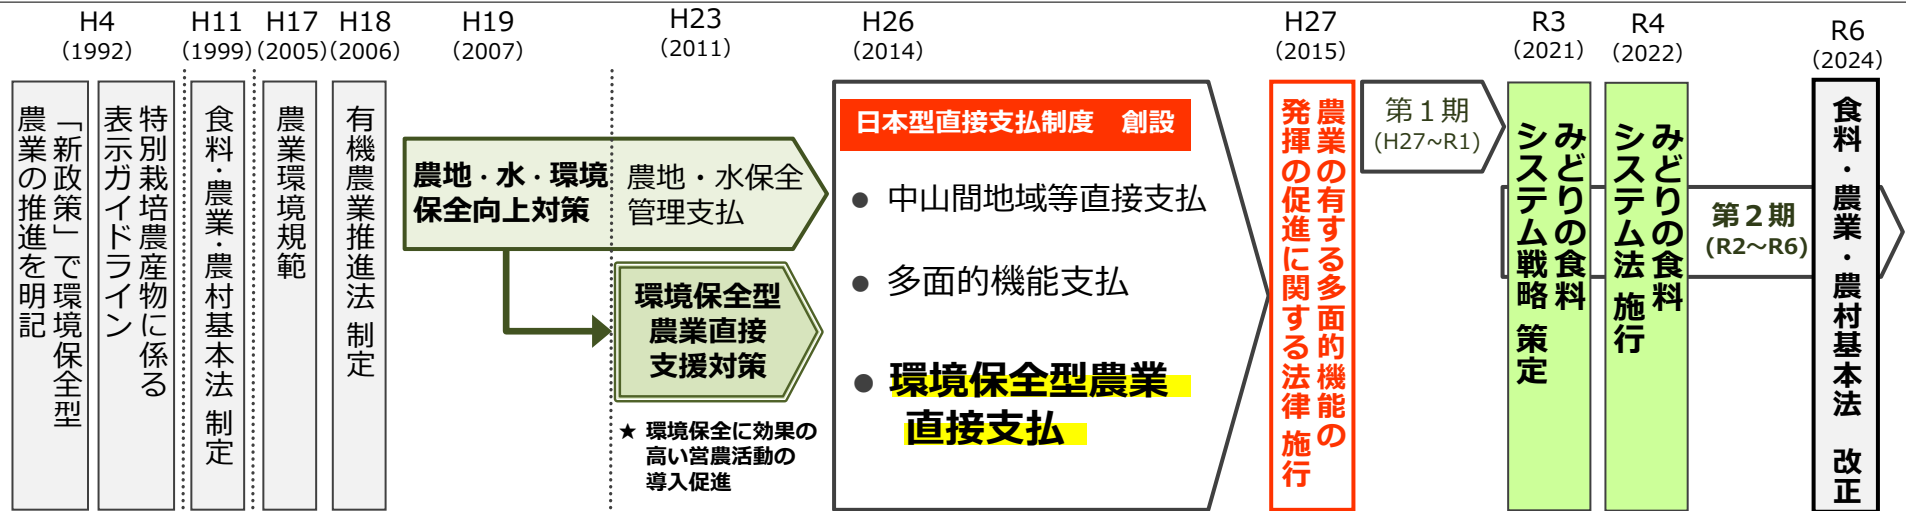 H4
(1992)
「新政策」で環境保全型
農業の推進を明記
特別栽培農産物に係る
表示ガイドライン
H11
(1999)
食料・農業・農村基本法 制定
H17
(2005)
農業環境規範
H18
(2006)
有機農業推進法 制定
H19
(2007)
農地・水・環境
保全向上対策
H23
(2011)
農地・水保全
管理支払
環境保全型
農業直接
支援対策
★ 環境保全に効果の
高い営農活動の
導入促進
H26
(2014)
日本型直接支払制度 創設
● 中山間地域等直接支払
● 多面的機能支払
● 環境保全型農業
直接支払
H27
(2015)
農業の有する多面的機能の
発揮の促進に関する法律 施行
第1期
(H27~R1)
R3
(2021)
みどりの食料
システム戦略 策定
R4
(2022)
みどりの食料
システム法 施行
第2期
(R2~R6)
R6
(2024)
食料・農業・農村基本法 改正